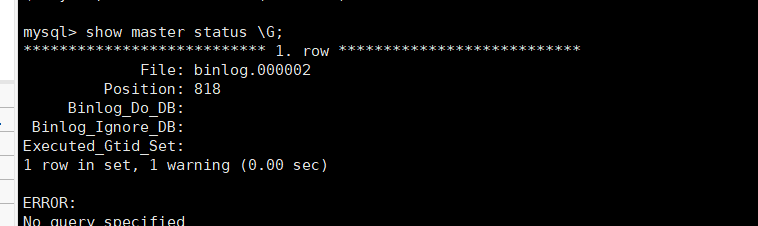 mysql> show master status \G;
*************************** 1. row ***************************
File: binlog.000002
Position: 818
Binlog_Do_DB:
Binlog_Ignore_DB:
Executed_Gtid_Set:
1 row in set, 1 warning (0.00 sec)
ERROR:
No query specified